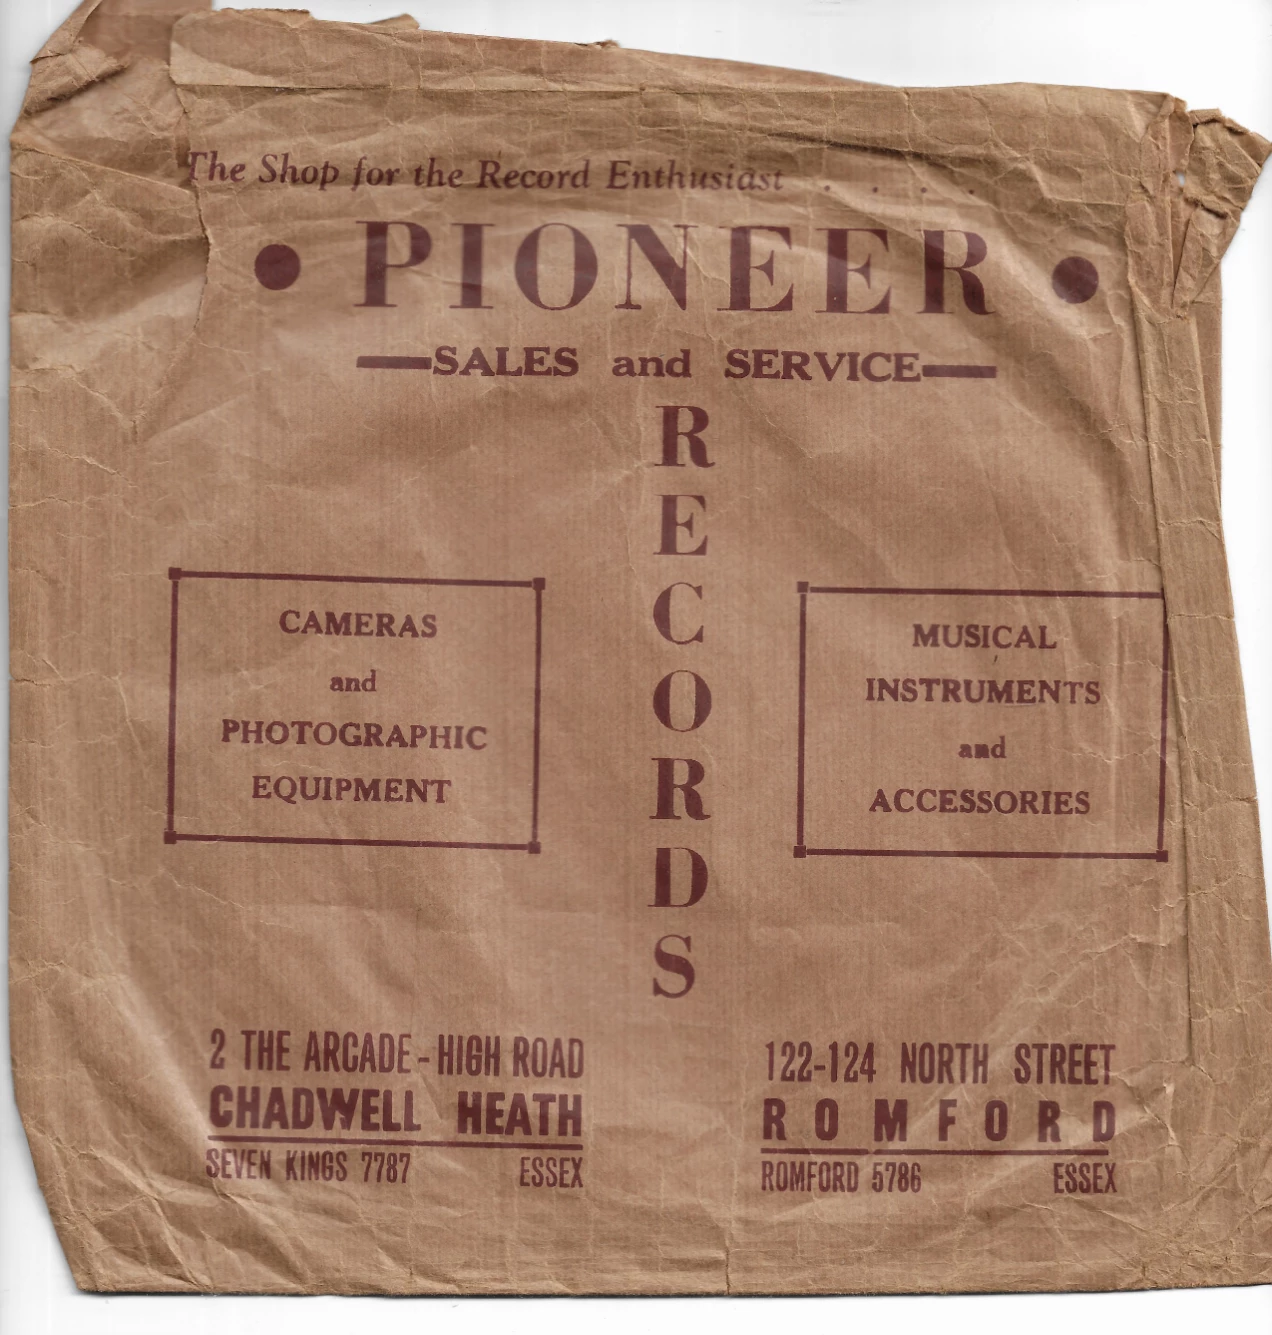 The Shop for the Record Enthusiast . . . . .
• PIONEER •
SALES and SERVICE
RECORDS
CAMERAS
and
PHOTOGRAPHIC
EQUIPMENT
MUSICAL
INSTRUMENTS
and
ACCESSORIES
2 THE ARCADE - HIGH ROAD
CHADWELL HEATH
SEVEN KINGS 7787 ESSEX
122-124 NORTH STREET
ROMFORD
ROMFORD 5786 ESSEX